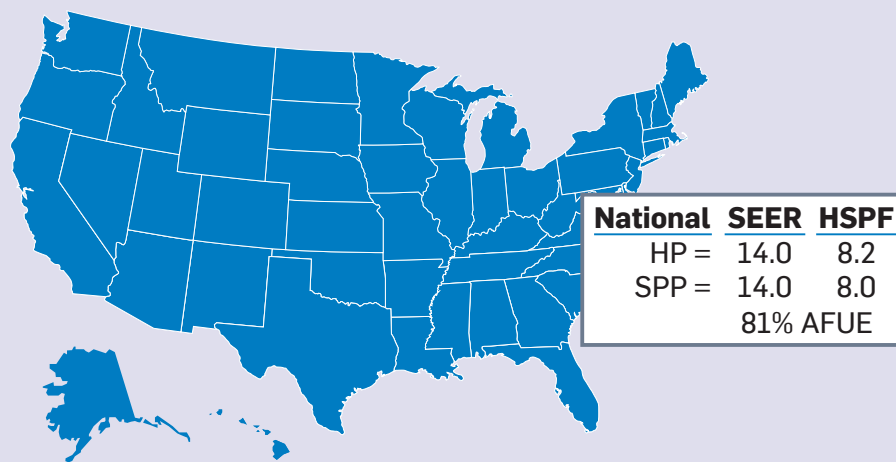 National SEER HSPF
HP = 14.0 8.2
SPP = 14.0 8.0
81% AFUE